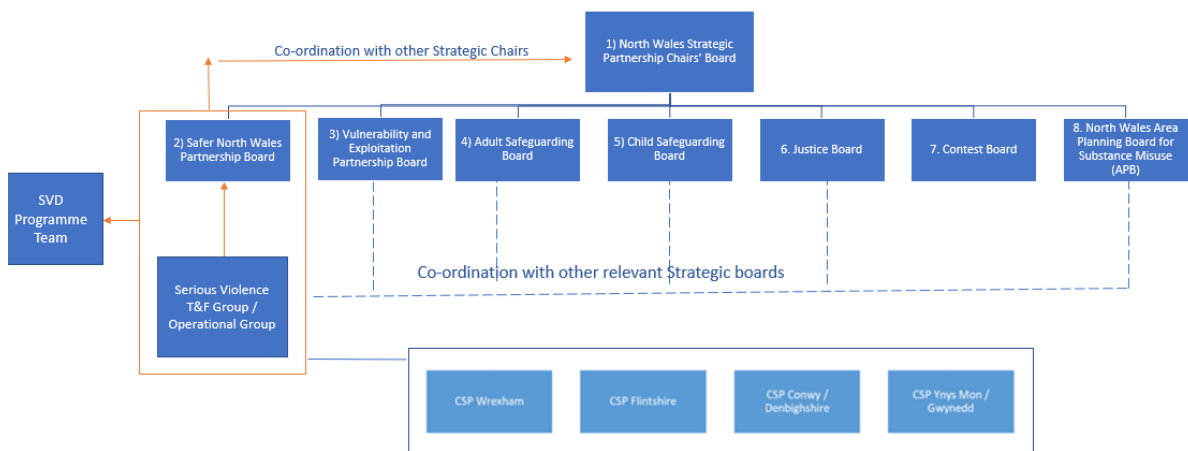 Co-ordination with other Strategic Chairs
1) North Wales Strategic
Partnership Chairs' Board
2) Safer North Wales
Partnership Board
3) Vulnerability and
Exploitation Partnership Board
4) Adult Safeguarding
Board
5) Child Safeguarding
Board
6. Justice Board
7. Contest Board
8. North Wales Area
Planning Board for
Substance Misuse
(APB)
SVD
Programme
Team
Serious Violence
T&F Group /
Operational Group
Co-ordination with other relevant Strategic boards
CSP Wrexham
CSP Flintshire
CSP Conwy /
Denbighshire
CSP Ynys Mon /
Gwynedd